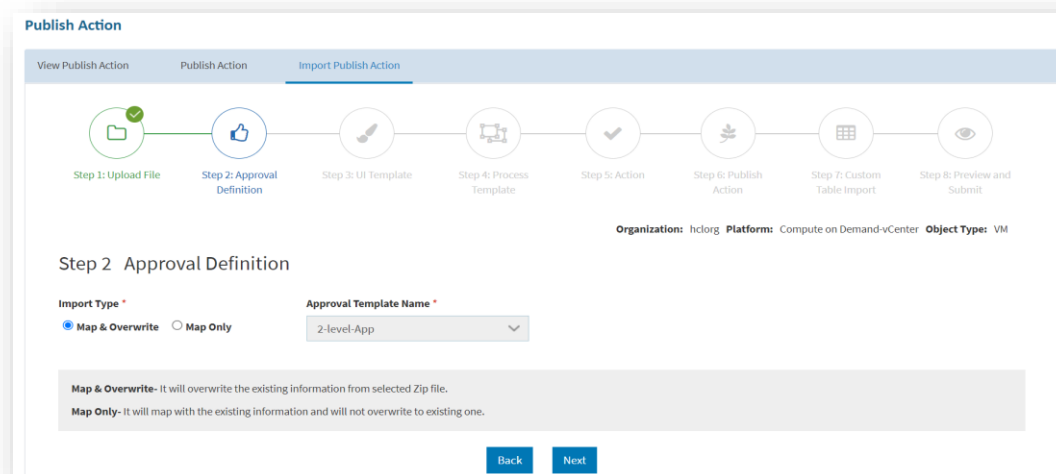 Publish Action
View Publish Action Publish Action Import Publish Action
Step 1: Upload File Step 2: Approval Step 3: UI Template Step 4: Process Step 5: Action Step 6: Publish Step 7: Custom Step 8: Preview and
Definition Template Action Table Import Submit
Organization: hclorg Platform: Compute on Demand-vCenter Object Type: VM
Step 2 Approval Definition
Import Type * Approval Template Name *
Map & Overwrite Map Only 2-level-App
Map & Overwrite- It will overwrite the existing information from selected Zip file.
Map Only- It will map with the existing information and will not overwrite to existing one.
Back Next